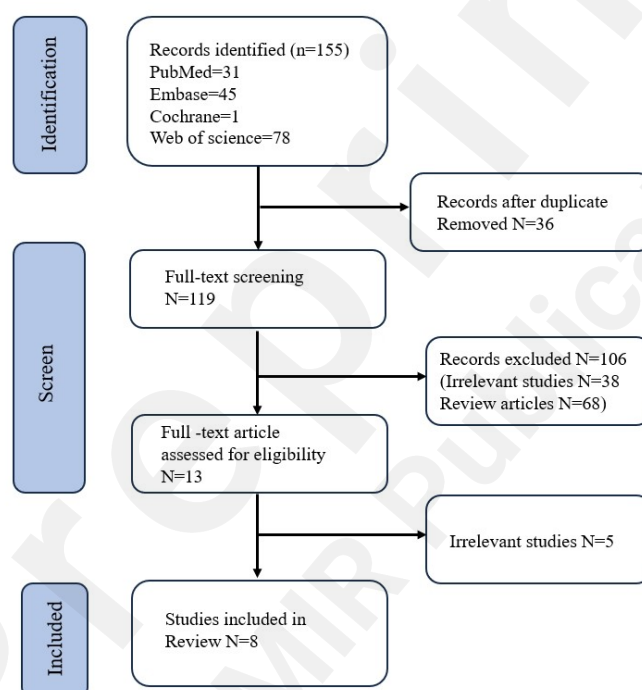 Identification
Records identified (n=155)
PubMed=31
Embase=45
Cochrane=1
Web of science=78
Records after duplicate
Removed N=36
Screen
Full-text screening
N=119
Records excluded N=106
(Irrelevant studies N=38
Review articles N=68)
Full -text article
assessed for eligibility
N=13
Irrelevant studies N=5
Included
Studies included in
Review N=8